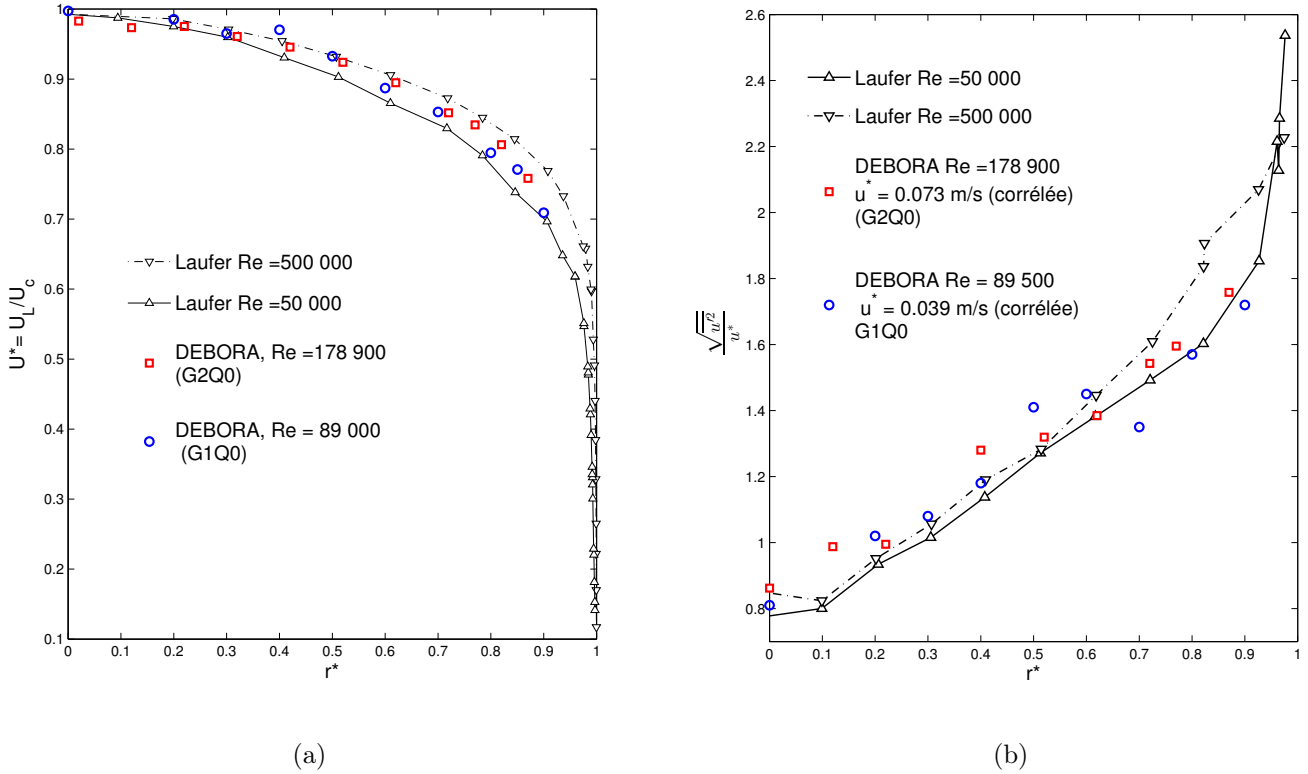 1
0.9
0.8
0.7
0.6
0.5
0.4
0.3
0.2
0.1
U* = U_L/U_c
Laufer Re =500 000
Laufer Re =50 000
DEBORA, Re =178 900
(G2Q0)
DEBORA, Re = 89 000
(G1Q0)
0 0.1 0.2 0.3 0.4 0.5 0.6 0.7 0.8 0.9 1
r*
(a)
2.6
2.4
2.2
2
1.8
1.6
1.4
1.2
1
0.8
√u'²/u*
Laufer Re =50 000
Laufer Re =500 000
DEBORA Re =178 900
u* = 0.073 m/s (corrélée)
(G2Q0)
DEBORA Re = 89 500
u* = 0.039 m/s (corrélée)
G1Q0
0 0.1 0.2 0.3 0.4 0.5 0.6 0.7 0.8 0.9 1
r*
(b)